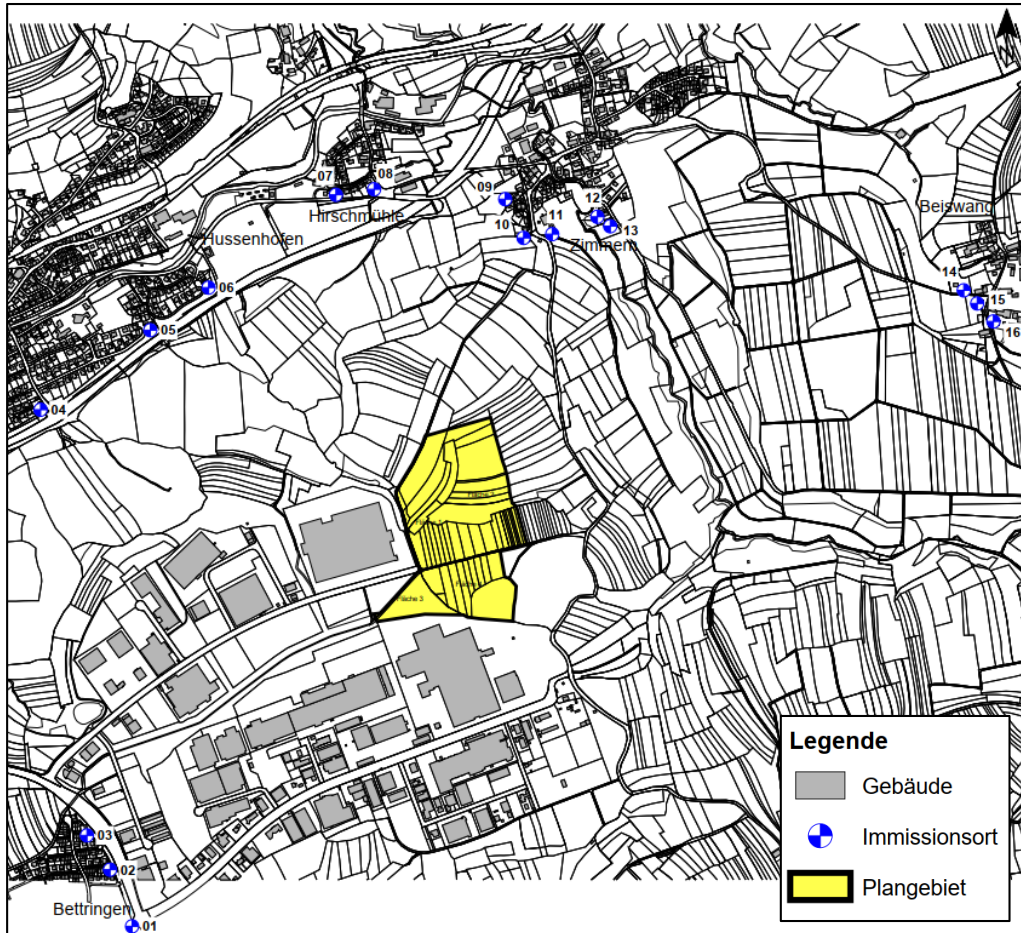 07
08
09
Hirschmühle
Hussenhofen
10
11
12
13
Zimmern
Beiswang
14
15
16
06
05
04
Fläche 3
03
02
Bettringen
01
Legende
Gebäude
Immissionsort
Plangebiet